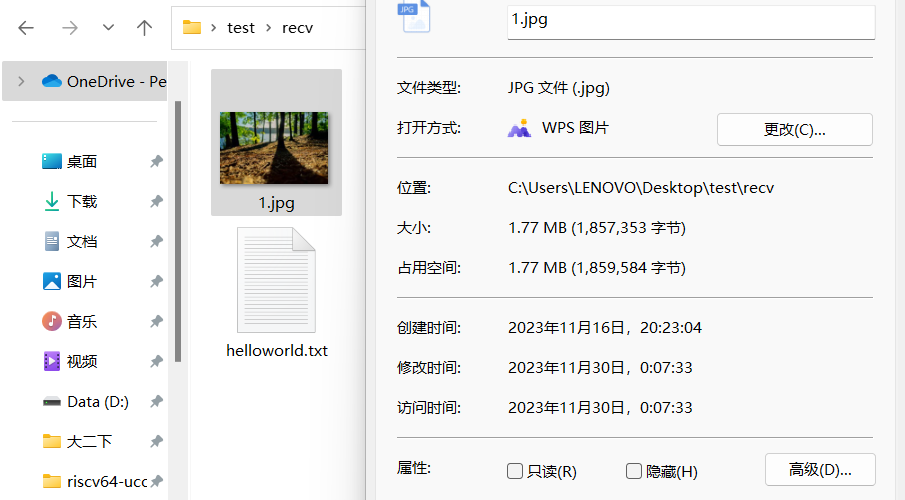 test > recv
OneDrive - Pe
桌面
下载
文档
图片
音乐
视频
Data (D:)
大二下
riscv64-ucc
1.jpg
helloworld.txt
JPG
1.jpg
文件类型: JPG 文件 (.jpg)
打开方式: WPS 图片 更改(C)...
位置: C:\Users\LENOVO\Desktop\test\recv
大小: 1.77 MB (1,857,353 字节)
占用空间: 1.77 MB (1,859,584 字节)
创建时间: 2023年11月16日，20:23:04
修改时间: 2023年11月30日，0:07:33
访问时间: 2023年11月30日，0:07:33
属性: 只读(R) 隐藏(H) 高级(D)...